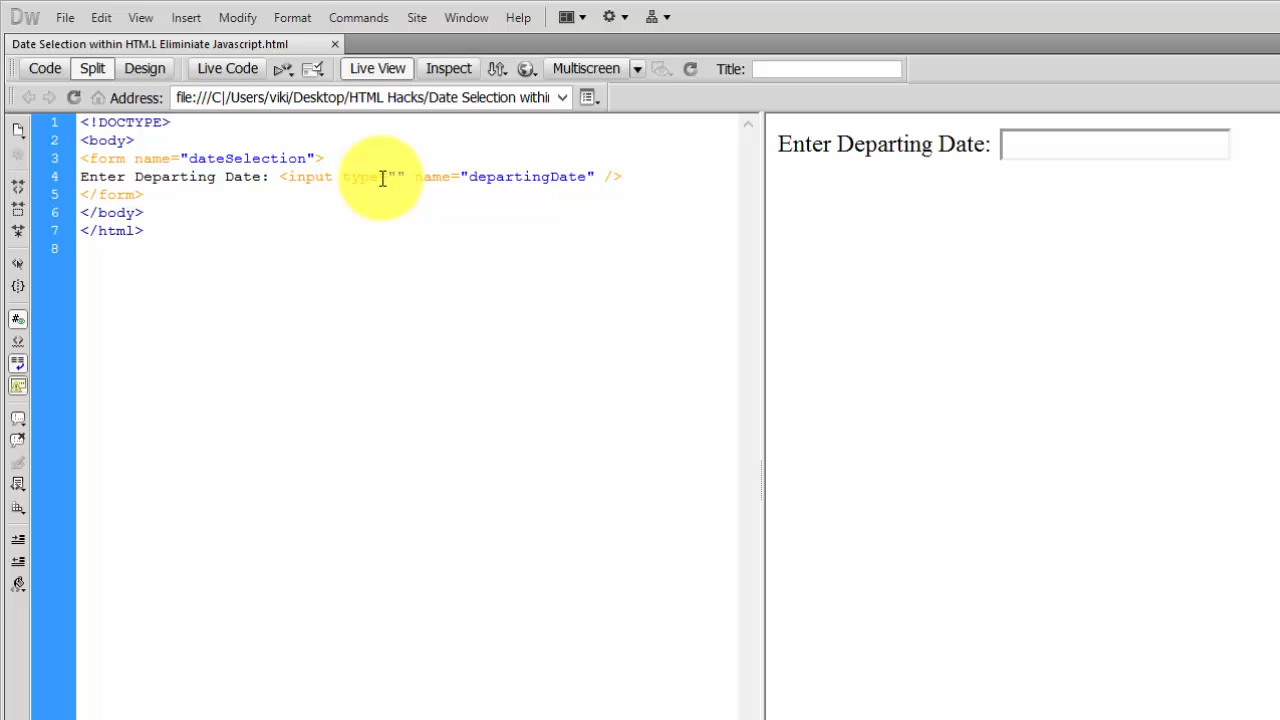 Dw File Edit View Insert Modify Format Commands Site Window Help
Date Selection within HTM.L Eliminiate Javascript.html ×
Code Split Design Live Code Live View Inspect Multiscreen Title:
Address: file:///C|/Users/viki/Desktop/HTML Hacks/Date Selection withi
1 <!DOCTYPE>
2 <body>
3 <form name="dateSelection">
4 Enter Departing Date: <input type="" name="departingDate" />
5 </form>
6 </body>
7 </html>
8
Enter Departing Date: